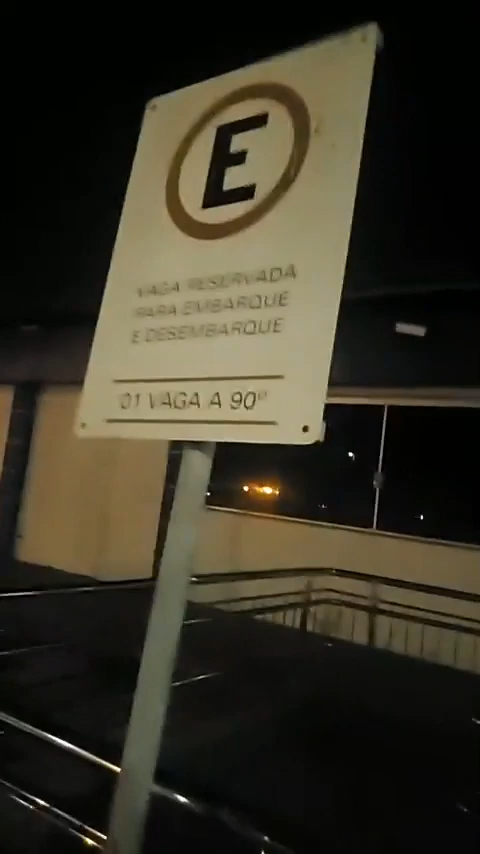 E
VAGA RESERVADA
PARA EMBARQUE
E DESEMBARQUE
01 VAGA A 90º